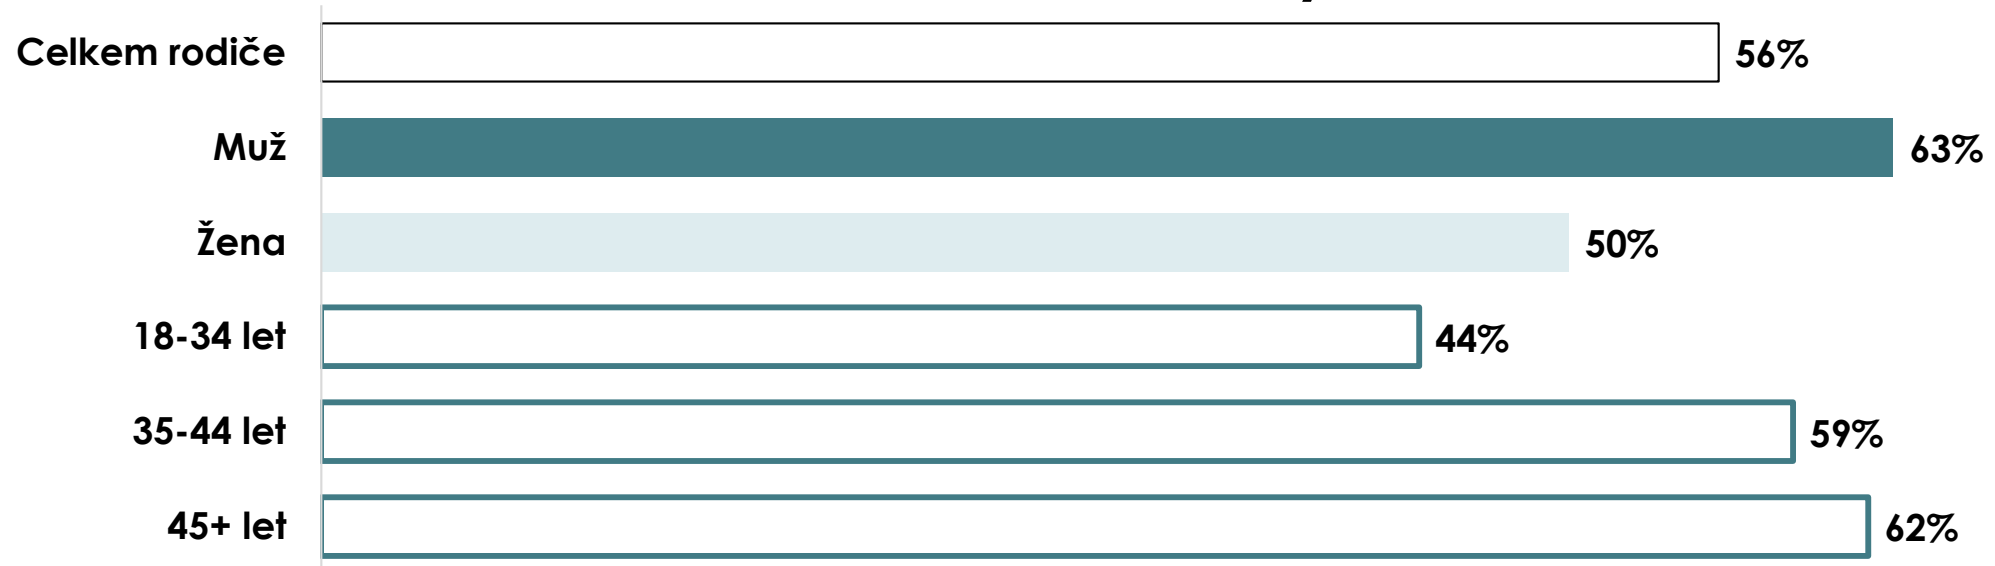 Celkem rodiče 56%
Muž 63%
Žena 50%
18-34 let 44%
35-44 let 59%
45+ let 62%